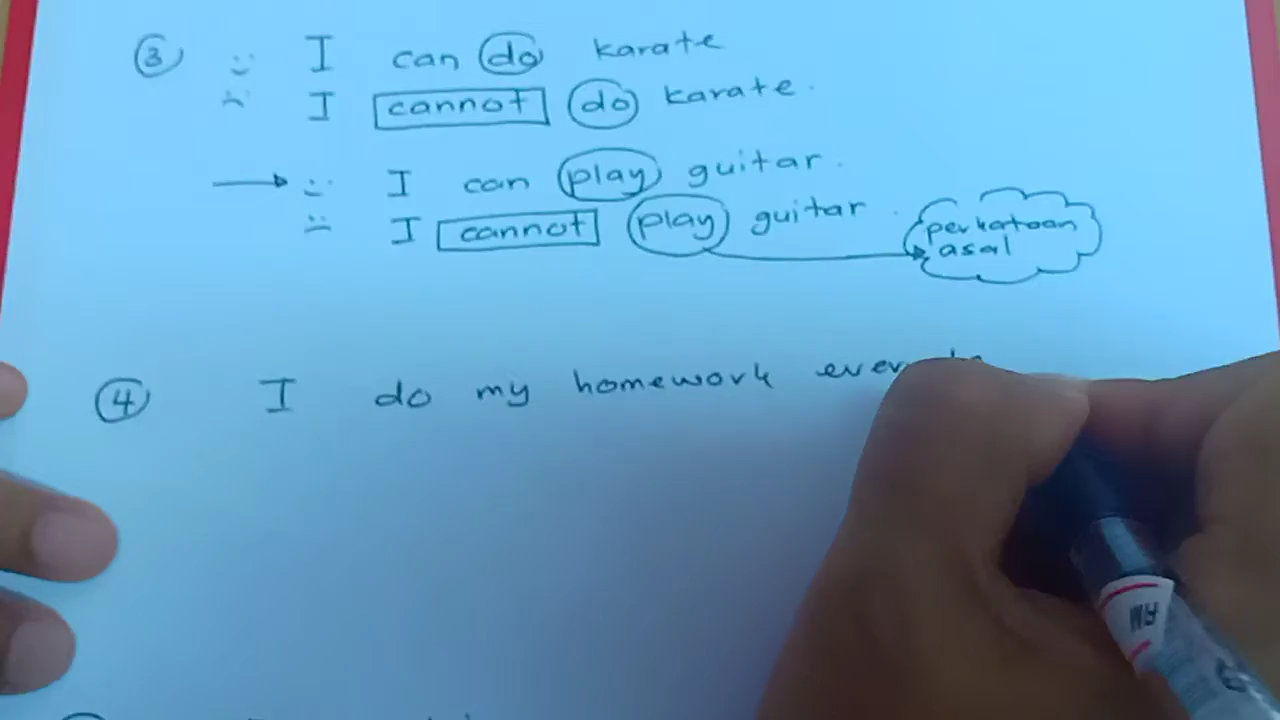 3 I can do karate
I cannot do karate.
I can play guitar.
I cannot play guitar.
perkataan
asal
4 I do my homework